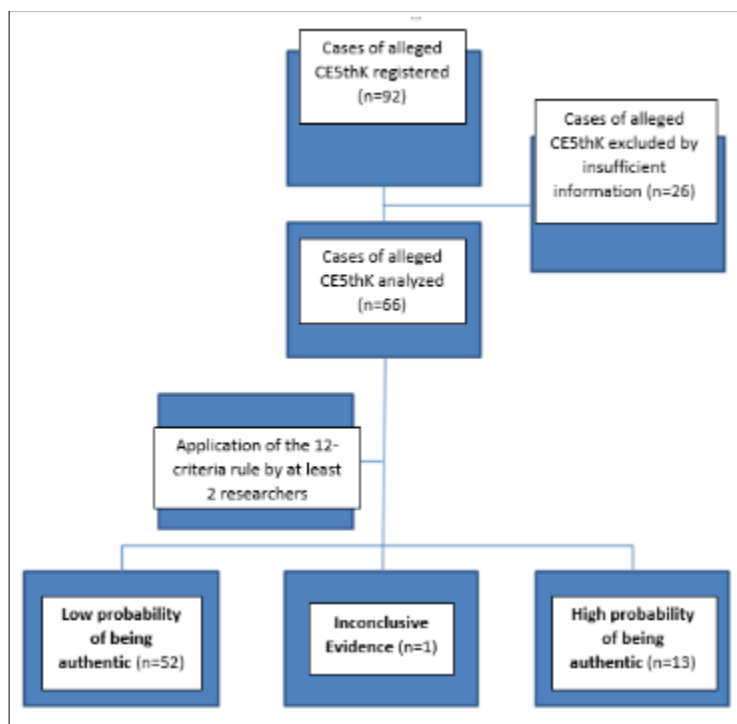 Cases of alleged
CE5thK registered
(n=92)
Cases of alleged
CE5thK excluded by
insufficient
information (n=26)
Cases of alleged
CE5thK analyzed
(n=66)
Application of the 12-
criteria rule by at least
2 researchers
Low probability
of being
authentic (n=52)
Inconclusive
Evidence (n=1)
High probability
of being
authentic (n=13)